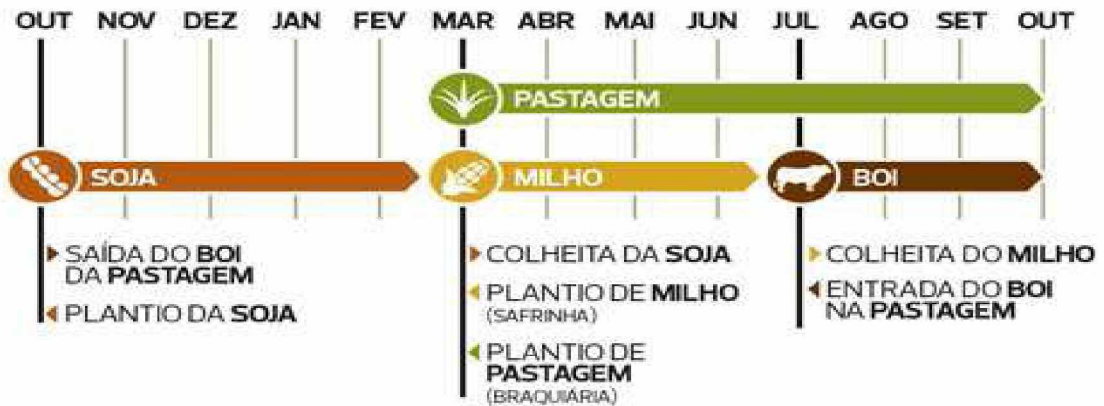 OUT NOV DEZ JAN FEV MAR ABR MAI JUN JUL AGO SET OUT
PASTAGEM
SOJA
MILHO
BOI
SAÍDA DO BOI
DA PASTAGEM
PLANTIO DA SOJA
COLHEITA DA SOJA
PLANTIO DE MILHO
(SAFRINHA)
PLANTIO DE
PASTAGEM
(BRAQUIÁRIA)
COLHEITA DO MILHO
ENTRADA DO BOI
NA PASTAGEM